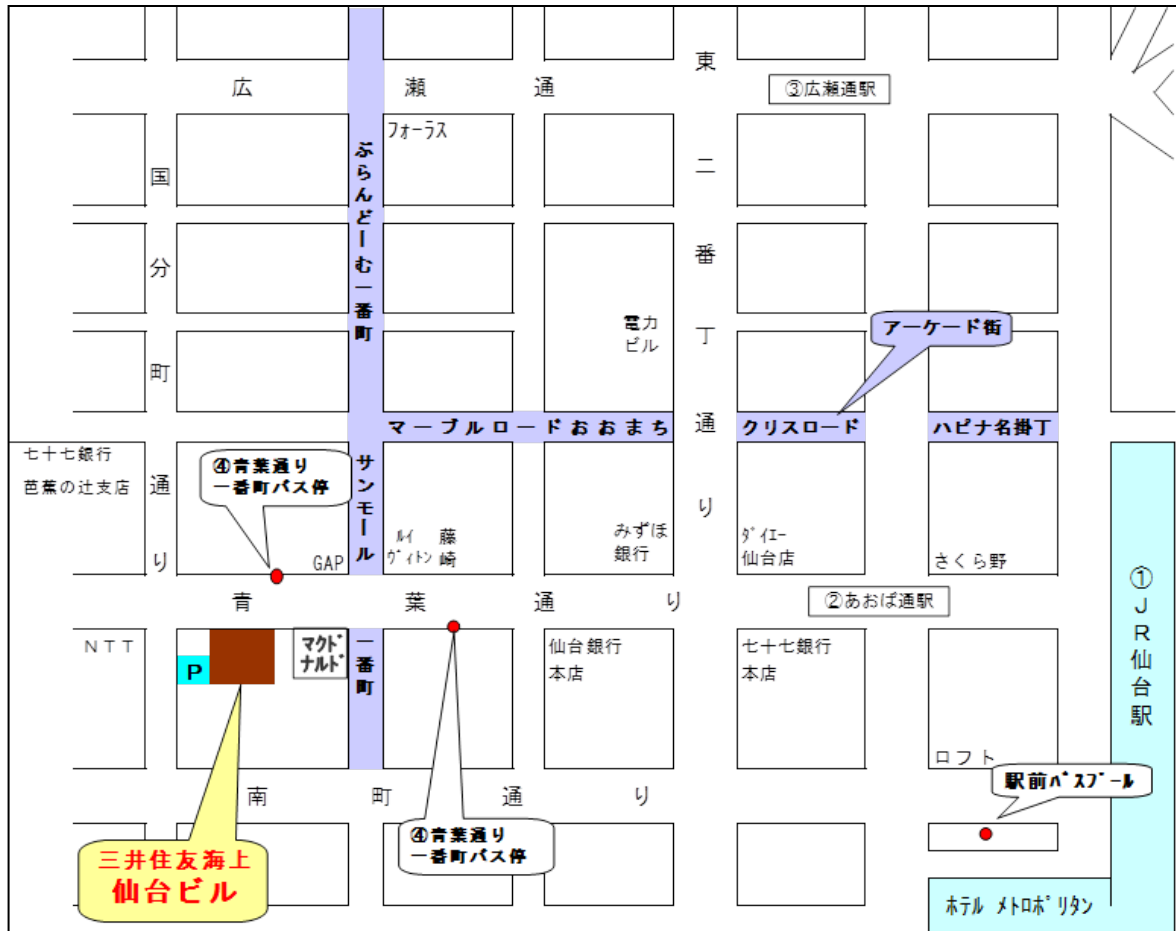 広瀬通
東二番丁通り
③広瀬通駅
フォーラス
国分町通り
ぶらんどーむ一番町
電力
ビル
アーケード街
マーブルロードおおまち
クリスロード
ハピナ名掛丁
七十七銀行
芭蕉の辻支店
④青葉通り
一番町バス停
サンモール
GAP
ルイ
ヴィトン
藤崎
みずほ
銀行
ダイエー
仙台店
さくら野
青葉通り
②あおば通駅
①JR仙台駅
NTT
P
マクド
ナルド
一番町
仙台銀行
本店
七十七銀行
本店
ロフト
駅前バスプール
南町通り
④青葉通り
一番町バス停
三井住友海上
仙台ビル
ホテル メトロポリタン